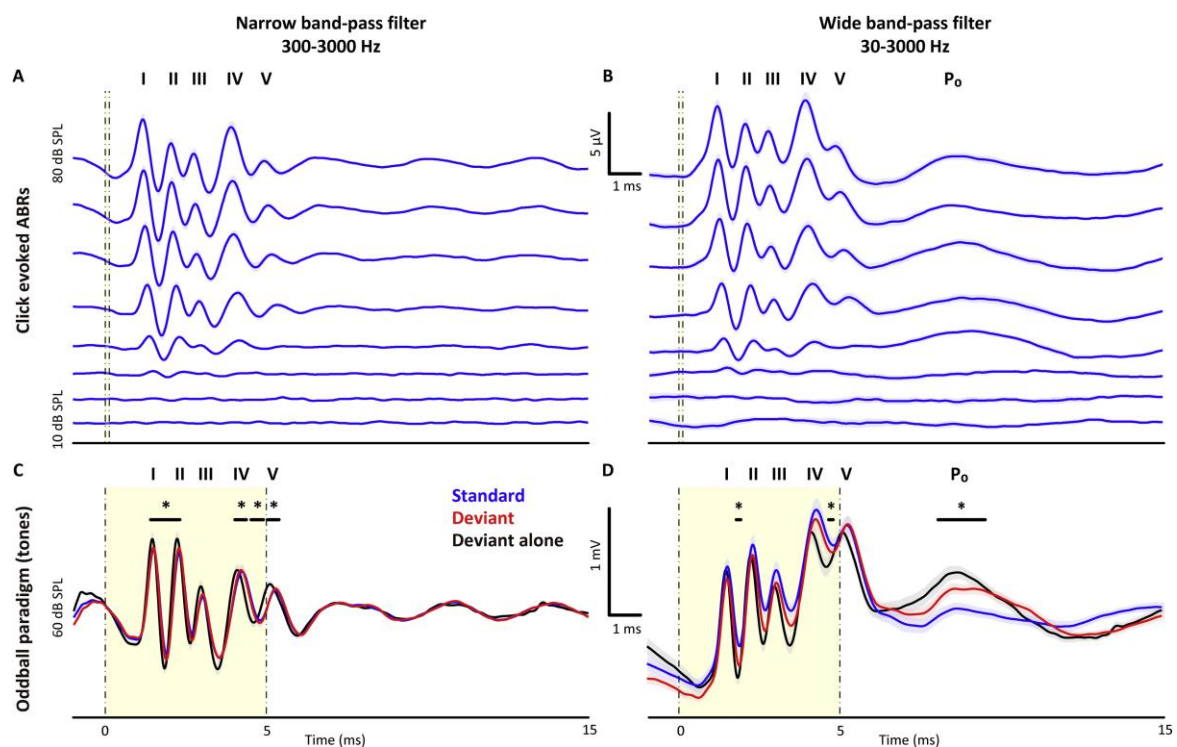 Narrow band-pass filter
300-3000 Hz
Wide band-pass filter
30-3000 Hz
A
I II III IV V
B
I II III IV V P₀
80 dB SPL
10 dB SPL
Click evoked ABRs
5 µV
1 ms
C
I II III IV V
* * * *
Standard
Deviant
Deviant alone
D
I II III IV V P₀
* * *
60 dB SPL
Oddball paradigm (tones)
1 mV
1 ms
0 5 15
Time (ms)
0 5 15
Time (ms)